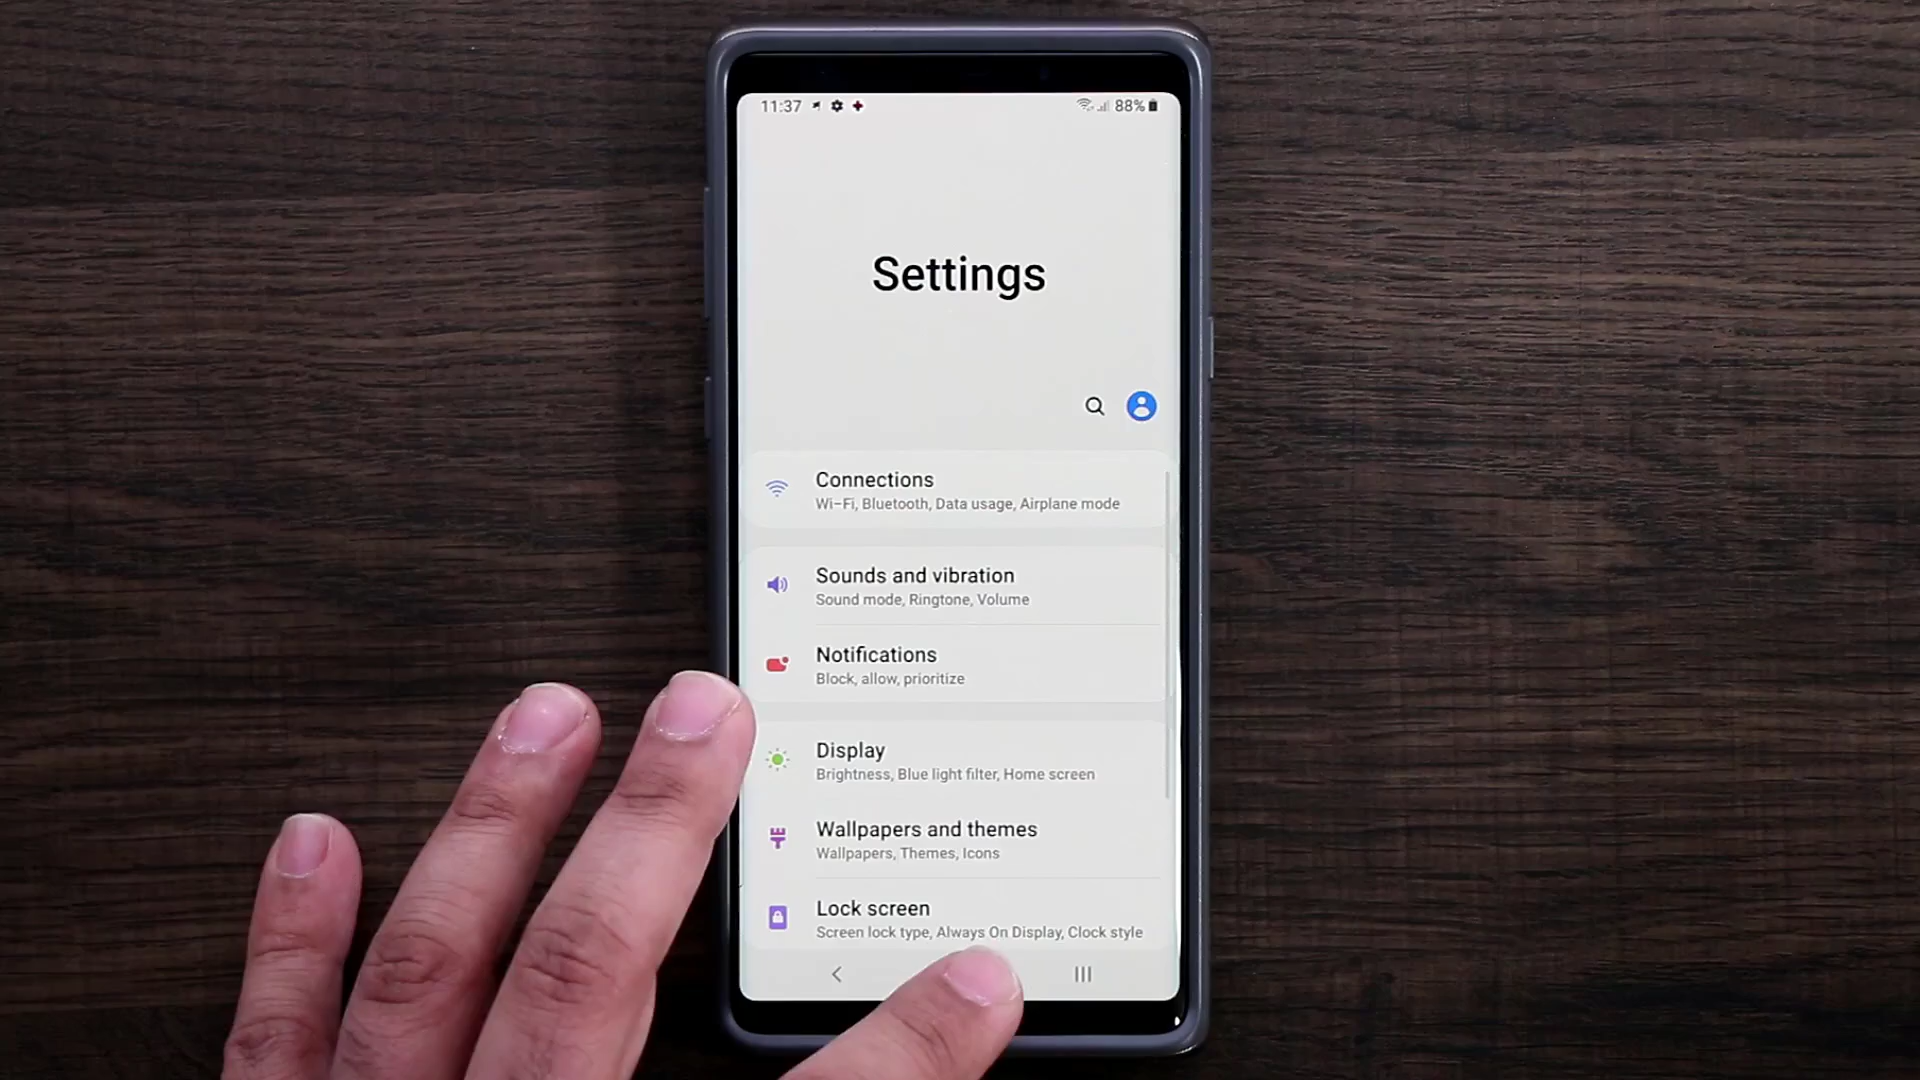 11:37
88%
Settings
Connections
Wi-Fi, Bluetooth, Data usage, Airplane mode
Sounds and vibration
Sound mode, Ringtone, Volume
Notifications
Block, allow, prioritize
Display
Brightness, Blue light filter, Home screen
Wallpapers and themes
Wallpapers, Themes, Icons
Lock screen
Screen lock type, Always On Display, Clock style